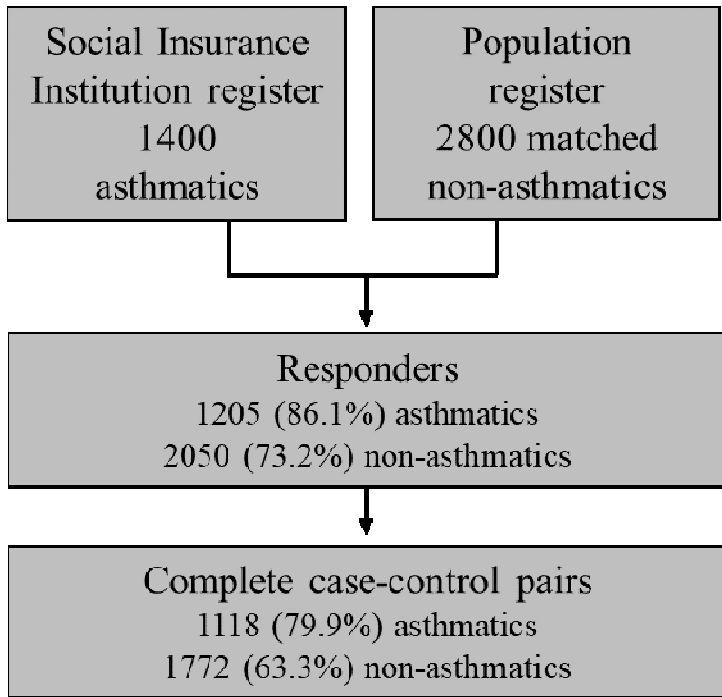 Social Insurance
Institution register
1400
asthmatics
Population
register
2800 matched
non-asthmatics
Responders
1205 (86.1%) asthmatics
2050 (73.2%) non-asthmatics
Complete case-control pairs
1118 (79.9%) asthmatics
1772 (63.3%) non-asthmatics